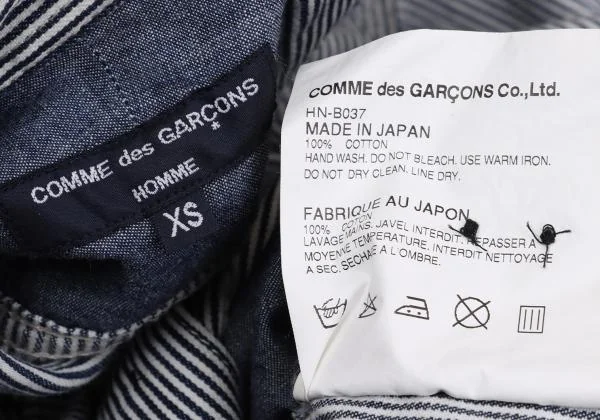 COMME des GARÇONS
HOMME
XS
COMME des GARÇONS Co.,Ltd.
HN-B037
MADE IN JAPAN
100% COTTON
HAND WASH. DO NOT BLEACH. USE WARM IRON.
DO NOT DRY CLEAN. LINE DRY.
FABRIQUE AU JAPON
100% COTON
LAVAGE MAINS. JAVEL INTERDIT. REPASSER A
MOYENNE TEMPERATURE. INTERDIT NETTOYAGE
A SEC. SECHAGE A L'OMBRE.